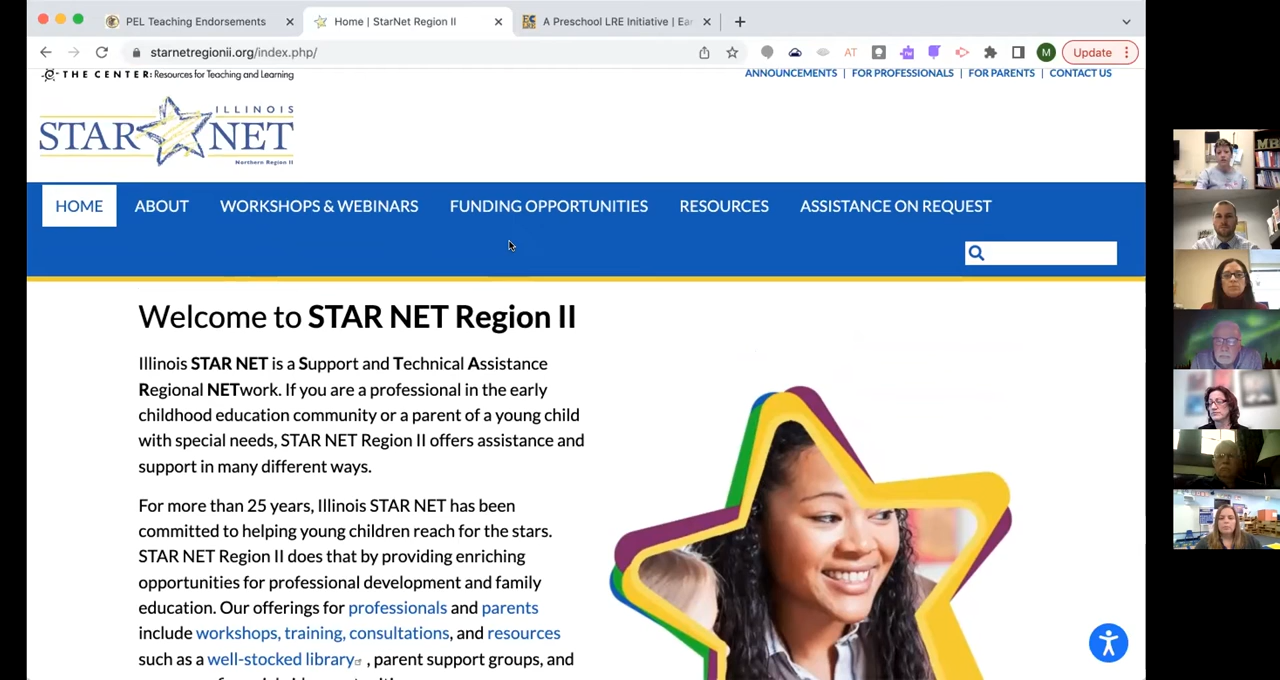 PEL Teaching Endorsements
Home | StarNet Region II
A Preschool LRE Initiative | Ea
starnetregionii.org/index.php/
AT
M
Update
THE CENTER: Resources for Teaching and Learning
ANNOUNCEMENTS | FOR PROFESSIONALS | FOR PARENTS | CONTACT US
ILLINOIS
STAR NET
Northern Region II
HOME ABOUT WORKSHOPS & WEBINARS FUNDING OPPORTUNITIES RESOURCES ASSISTANCE ON REQUEST
Welcome to STAR NET Region II
Illinois STAR NET is a Support and Technical Assistance
Regional NETwork. If you are a professional in the early
childhood education community or a parent of a young child
with special needs, STAR NET Region II offers assistance and
support in many different ways.
For more than 25 years, Illinois STAR NET has been
committed to helping young children reach for the stars.
STAR NET Region II does that by providing enriching
opportunities for professional development and family
education. Our offerings for professionals and parents
include workshops, training, consultations, and resources
such as a well-stocked library , parent support groups, and